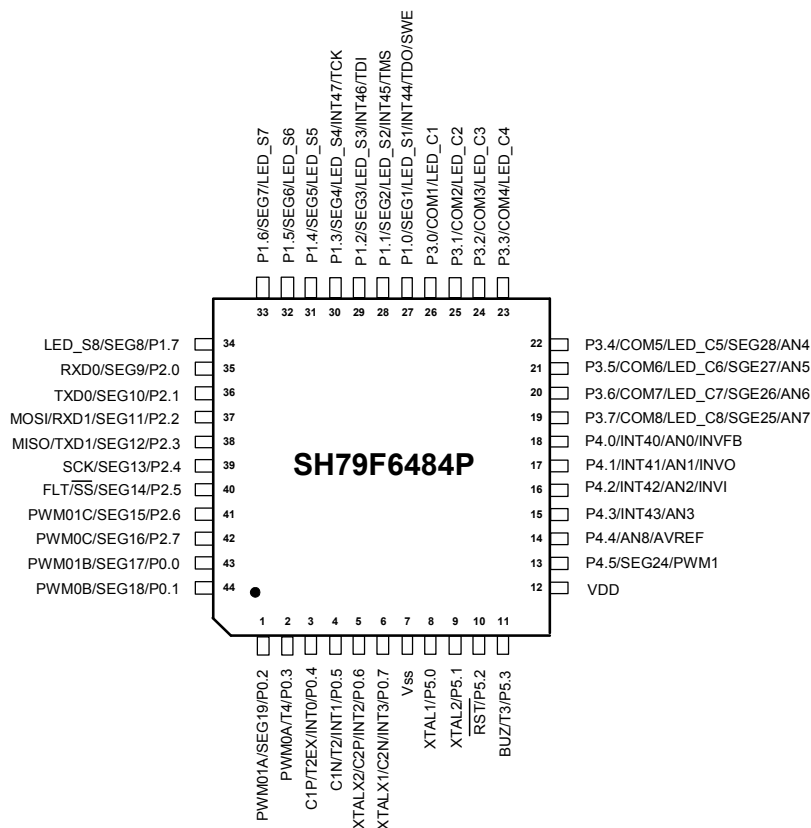 P1.6/SEG7/LED_S7
P1.5/SEG6/LED_S6
P1.4/SEG5/LED_S5
P1.3/SEG4/LED_S4/INT47/TCK
P1.2/SEG3/LED_S3/INT46/TDI
P1.1/SEG2/LED_S2/INT45/TMS
P1.0/SEG1/LED_S1/INT44/TDO/SWE
P3.0/COM1/LED_C1
P3.1/COM2/LED_C2
P3.2/COM3/LED_C3
P3.3/COM4/LED_C4
33 32 31 30 29 28 27 26 25 24 23
LED_S8/SEG8/P1.7 34
RXD0/SEG9/P2.0 35
TXD0/SEG10/P2.1 36
MOSI/RXD1/SEG11/P2.2 37
MISO/TXD1/SEG12/P2.3 38
SCK/SEG13/P2.4 39
FLT/SS/SEG14/P2.5 40
PWM01C/SEG15/P2.6 41
PWM0C/SEG16/P2.7 42
PWM01B/SEG17/P0.0 43
PWM0B/SEG18/P0.1 44
SH79F6484P
22 P3.4/COM5/LED_C5/SEG28/AN4
21 P3.5/COM6/LED_C6/SGE27/AN5
20 P3.6/COM7/LED_C7/SGE26/AN6
19 P3.7/COM8/LED_C8/SGE25/AN7
18 P4.0/INT40/AN0/INVFB
17 P4.1/INT41/AN1/INVO
16 P4.2/INT42/AN2/INVI
15 P4.3/INT43/AN3
14 P4.4/AN8/AVREF
13 P4.5/SEG24/PWM1
12 VDD
1 2 3 4 5 6 7 8 9 10 11
PWM01A/SEG19/P0.2
PWM0A/T4/P0.3
C1P/T2EX/INT0/P0.4
C1N/T2/INT1/P0.5
XTALX2/C2P/INT2/P0.6
XTALX1/C2N/INT3/P0.7
Vss
XTAL1/P5.0
XTAL2/P5.1
RST/P5.2
BUZ/T3/P5.3